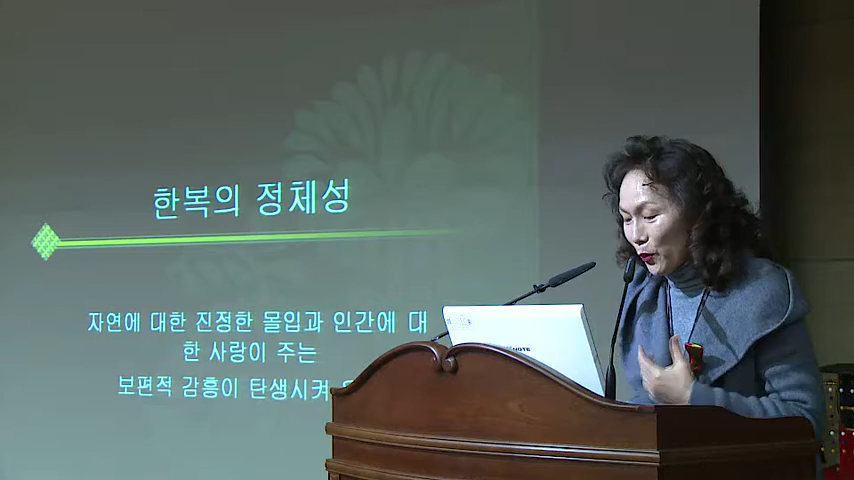 한복의 정체성
자연에 대한 진정한 몰입과 인간에 대
한 사랑이 주는
보편적 감흥이 탄생시켜